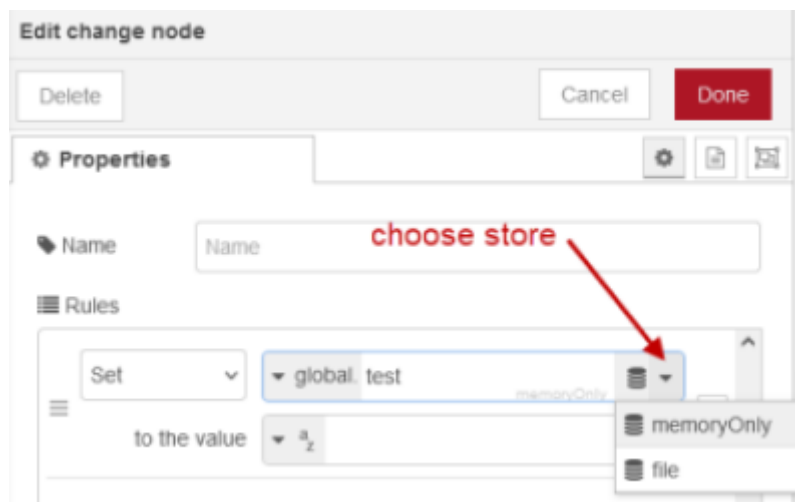 Edit change node
Delete
Cancel
Done
Properties
Name
Name
choose store
Rules
Set
global. test
memoryOnly
to the value
a z
memoryOnly
file